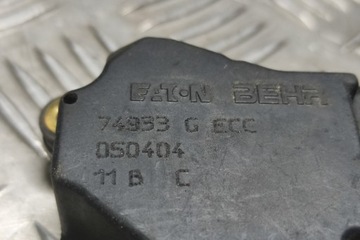 EATON BEHR
74933 G ECC
050404
11 B C